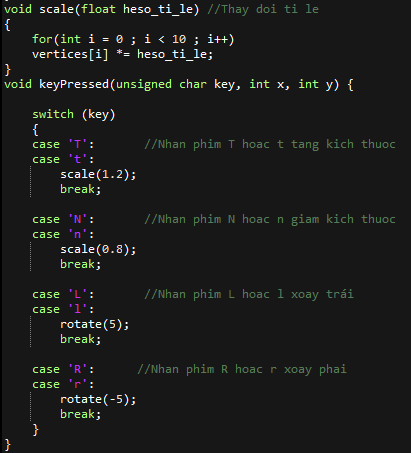 void scale(float heso_ti_le) //Thay doi ti le
{
    for(int i = 0 ; i < 10 ; i++)
    vertices[i] *= heso_ti_le;
}
void keyPressed(unsigned char key, int x, int y) {

    switch (key)
    {
    case 'T':       //Nhan phim T hoac t tang kich thuoc
    case 't':
        scale(1.2);
        break;

    case 'N':       //Nhan phim N hoac n giam kich thuoc
    case 'n':
        scale(0.8);
        break;

    case 'L':       //Nhan phim L hoac l xoay trái
    case 'l':
        rotate(5);
        break;

    case 'R':      //Nhan phim R hoac r xoay phai
    case 'r':
        rotate(-5);
        break;
    }
}